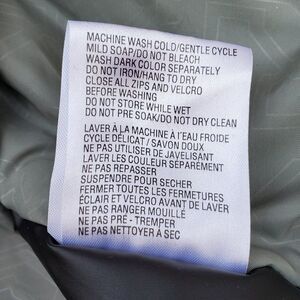 MACHINE WASH COLD/GENTLE CYCLE
MILD SOAP/DO NOT BLEACH
WASH DARK COLOR SEPARATELY
DO NOT IRON/HANG TO DRY
CLOSE ALL ZIPS AND VELCRO
BEFORE WASHING
DO NOT STORE WHILE WET
DO NOT PRE SOAK/DO NOT DRY CLEAN
LAVER À LA MACHINE À I'EAU FROIDE
CYCLE DÉLICAT / SAVON DOUX
NE PAS UTILISER DE JAVELISANT
LAVER LES COULEUR SÉPARÉMENT
NE PAS REPASSER
SUSPENDRE POUR SECHER
FERMER TOUTES LES FERMETURES
ÉCLAIR ET VELCRO AVANT DE LAVER
NE PAS RANGER MOUILLÉ
NE PAS PRÉ - TREMPER
NE PAS NETTOYER À SEC